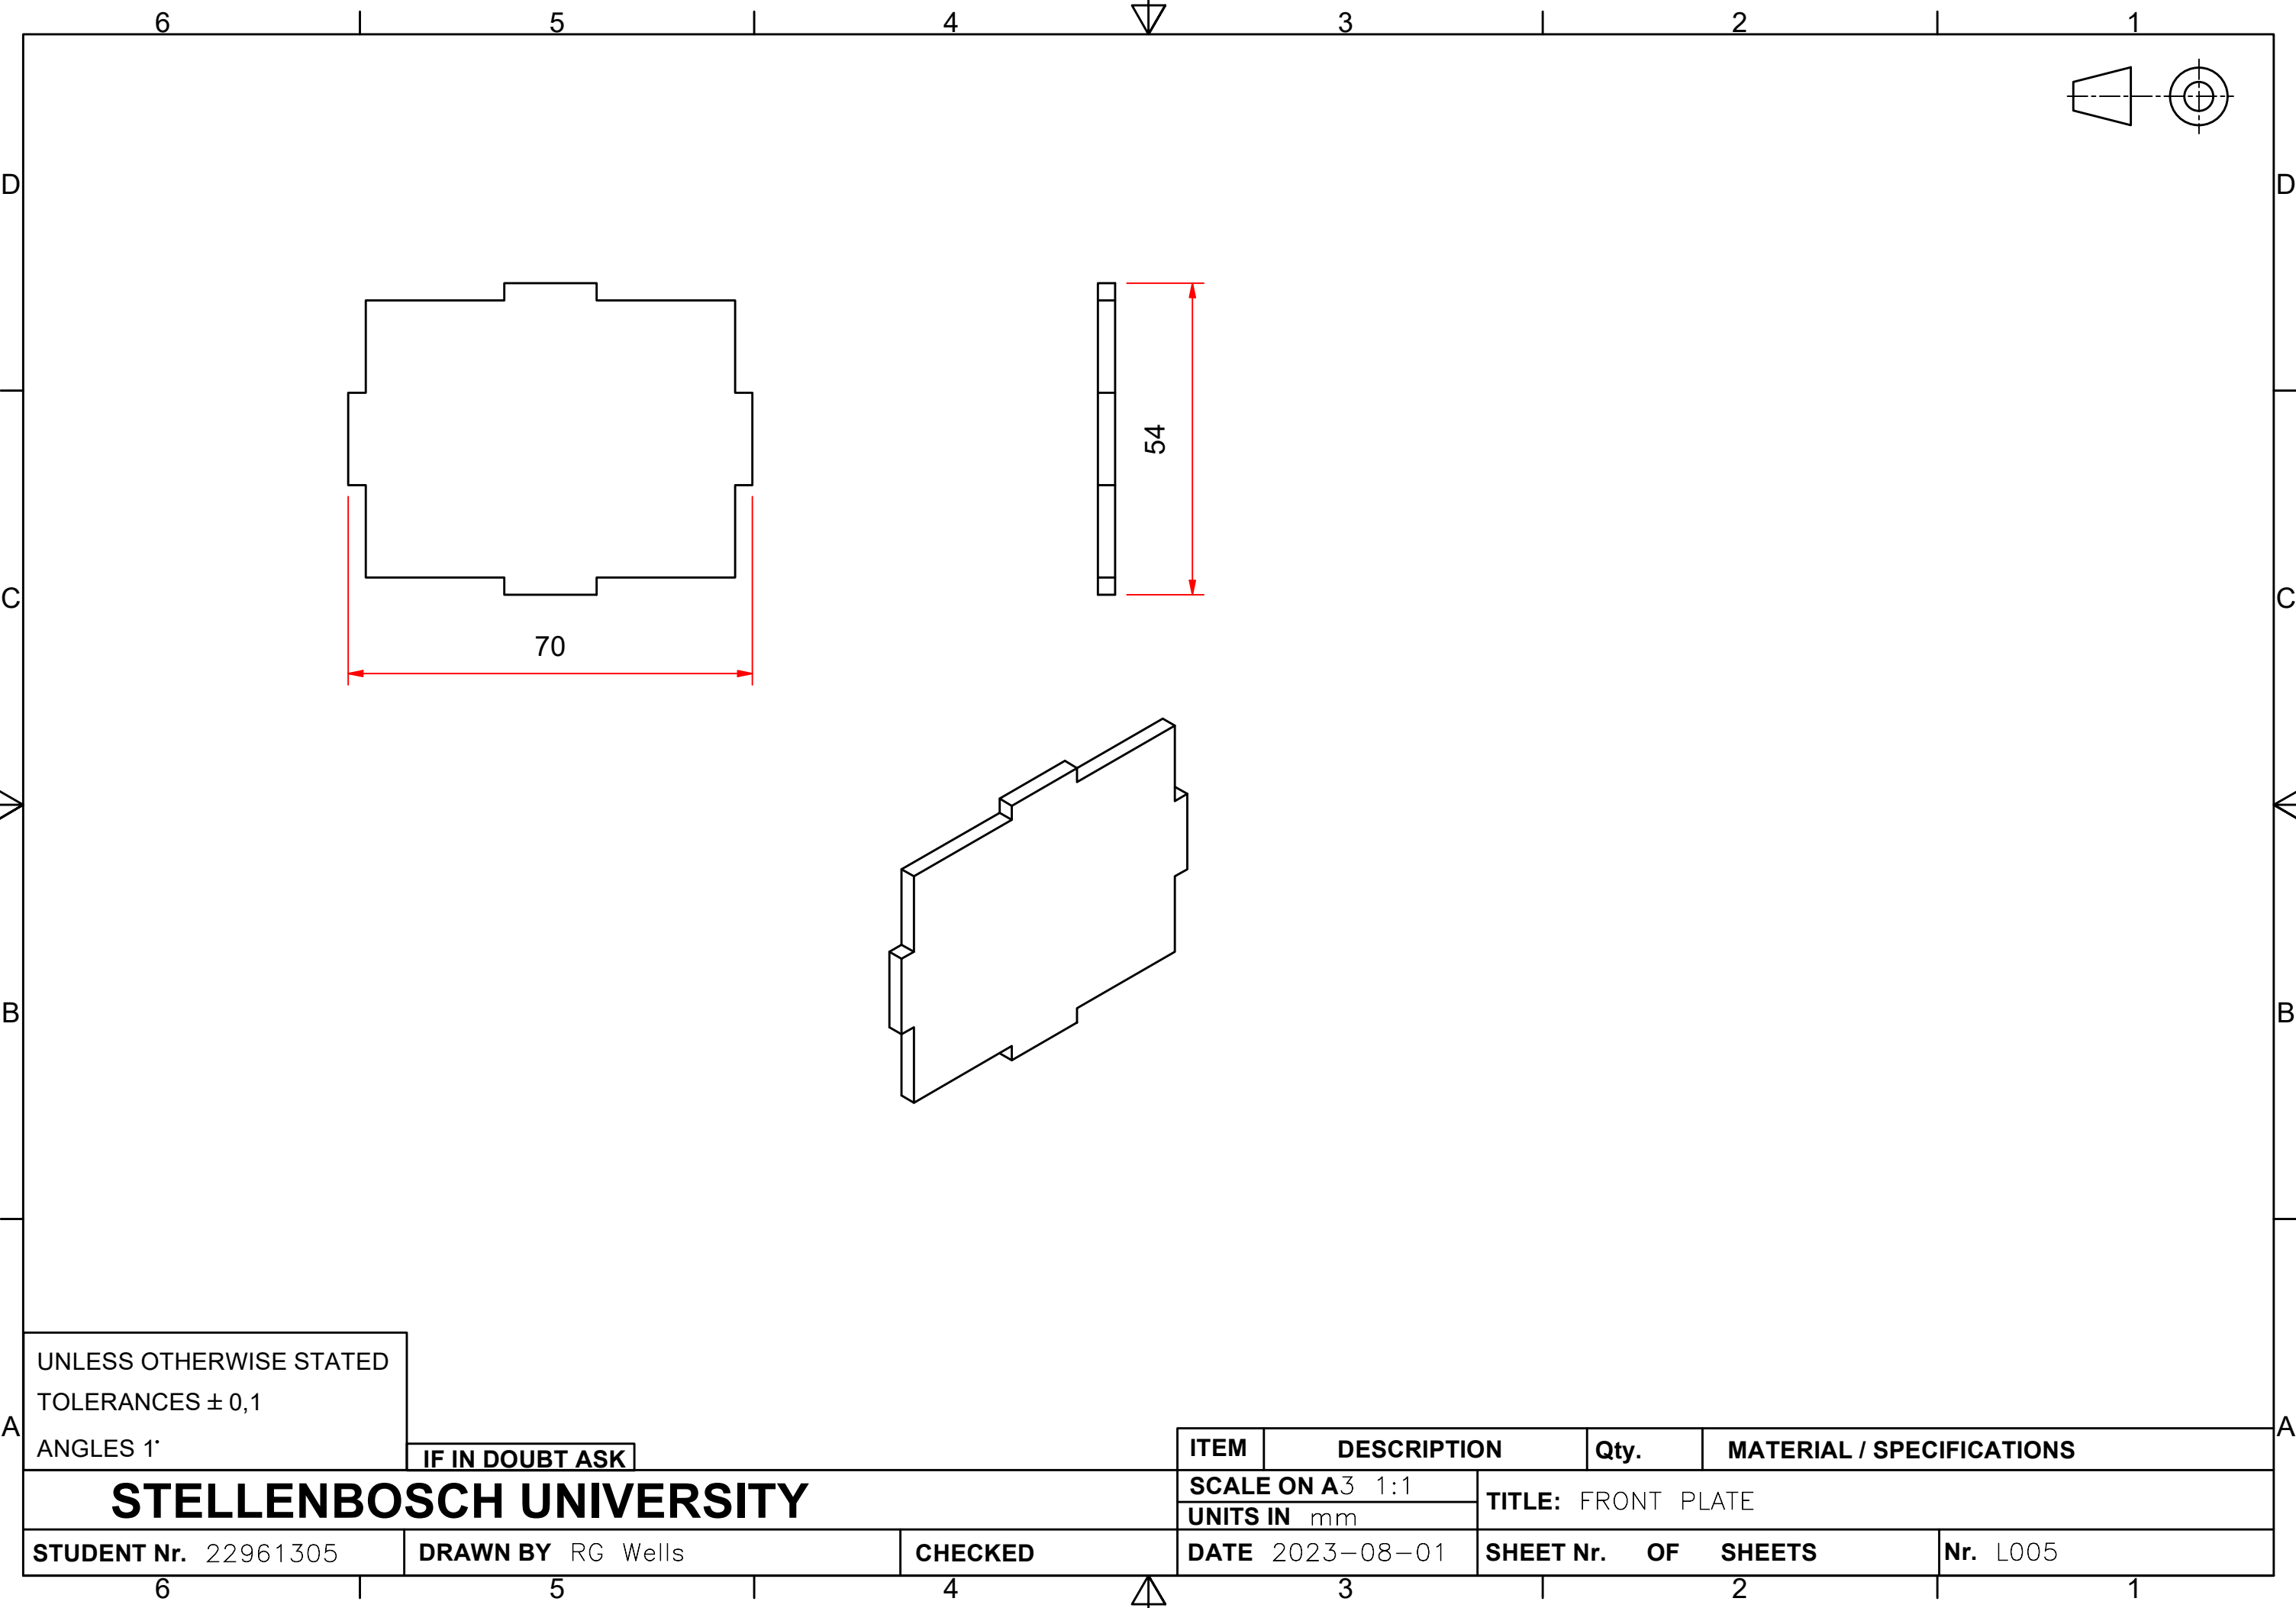 6 5 4 3 2 1
D D
54
C C
70
B B
UNLESS OTHERWISE STATED
TOLERANCES ± 0,1
A A
ANGLES 1°
IF IN DOUBT ASK
ITEM DESCRIPTION Qty. MATERIAL / SPECIFICATIONS
STELLENBOSCH UNIVERSITY
SCALE ON A3 1:1
TITLE: FRONT PLATE
UNITS IN mm
STUDENT Nr. 22961305 DRAWN BY RG Wells CHECKED DATE 2023-08-01 SHEET Nr. OF SHEETS Nr. L005
6 5 4 3 2 1